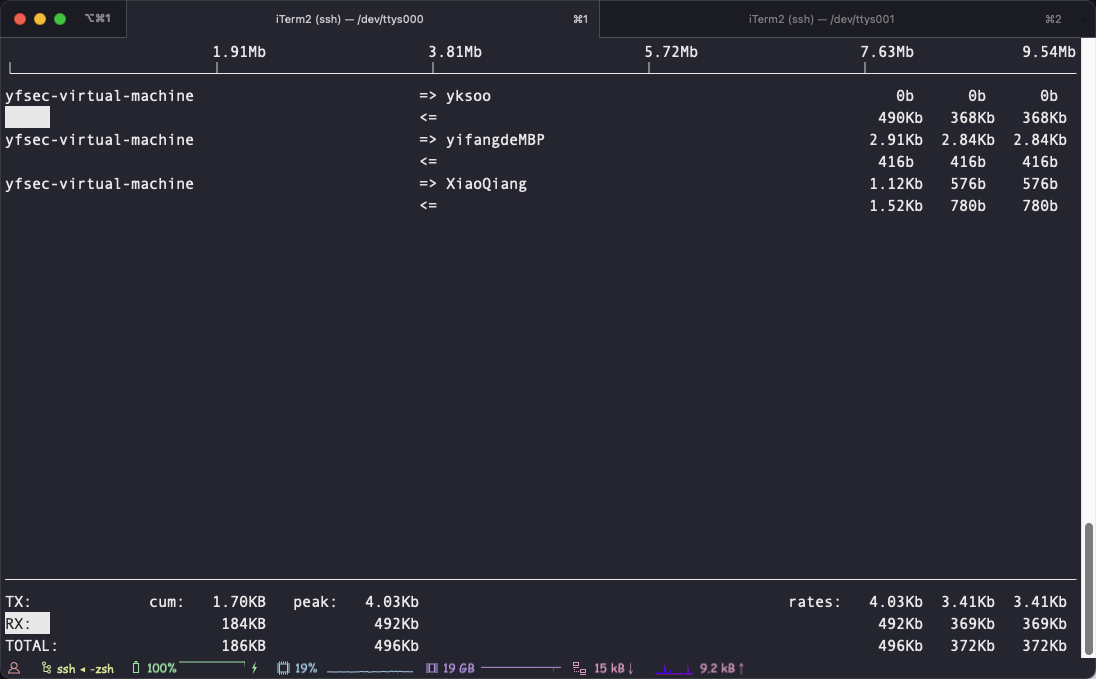 ⌥⌘1 iTerm2 (ssh) — /dev/ttys000 ⌘1 iTerm2 (ssh) — /dev/ttys001 ⌘2
1.91Mb 3.81Mb 5.72Mb 7.63Mb 9.54Mb
yfsec-virtual-machine => yksoo 0b 0b 0b
<= 490Kb 368Kb 368Kb
yfsec-virtual-machine => yifangdeMBP 2.91Kb 2.84Kb 2.84Kb
<= 416b 416b 416b
yfsec-virtual-machine => XiaoQiang 1.12Kb 576b 576b
<= 1.52Kb 780b 780b
TX: cum: 1.70KB peak: 4.03Kb rates: 4.03Kb 3.41Kb 3.41Kb
RX: 184KB 492Kb 492Kb 369Kb 369Kb
TOTAL: 186KB 496Kb 496Kb 372Kb 372Kb
ssh ◂ -zsh 100% 19% 19 GB 15 kB↓ 9.2 kB↑